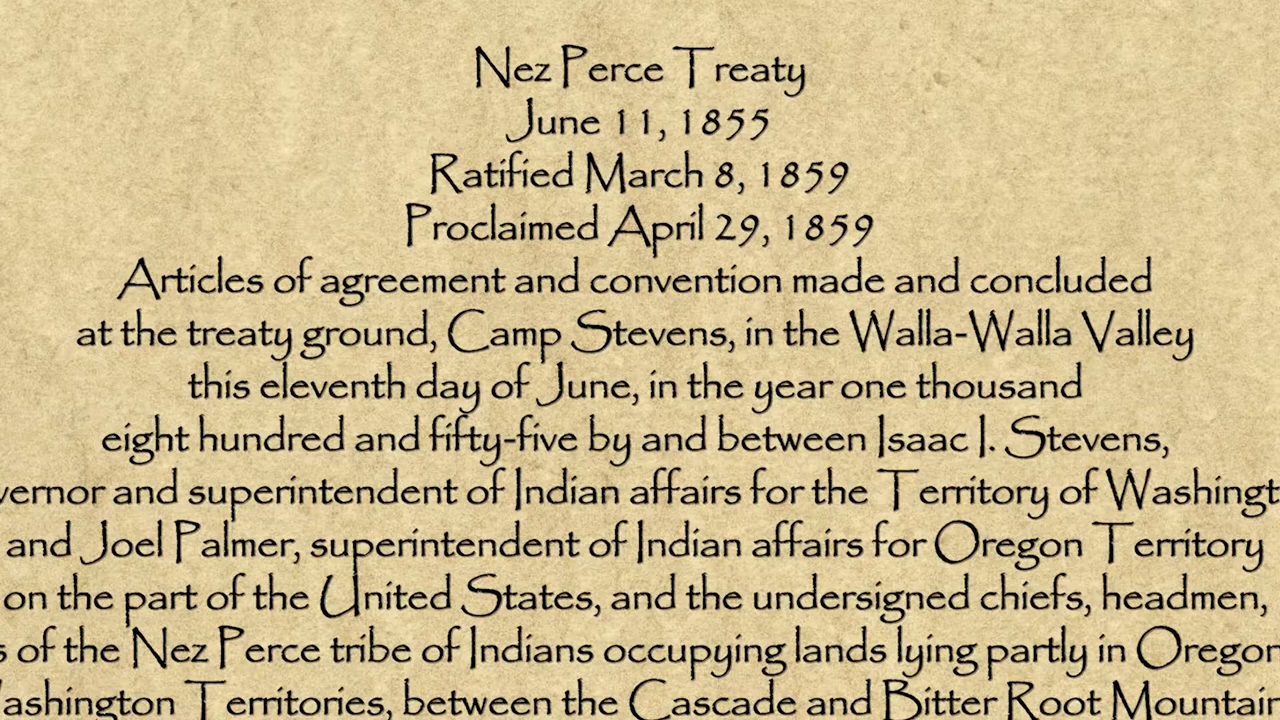 Nez Perce Treaty
June 11, 1855
Ratified March 8, 1859
Proclaimed April 29, 1859
Articles of agreement and convention made and concluded
at the treaty ground, Camp Stevens, in the Walla-Walla Valley
this eleventh day of June, in the year one thousand
eight hundred and fifty-five by and between Isaac I. Stevens,
vernor and superintendent of Indian affairs for the Territory of Washingt
and Joel Palmer, superintendent of Indian affairs for Oregon Territory
on the part of the United States, and the undersigned chiefs, headmen,
s of the Nez Perce tribe of Indians occupying lands lying partly in Oregon
ashington Territories, between the Cascade and Bitter Root Mountain